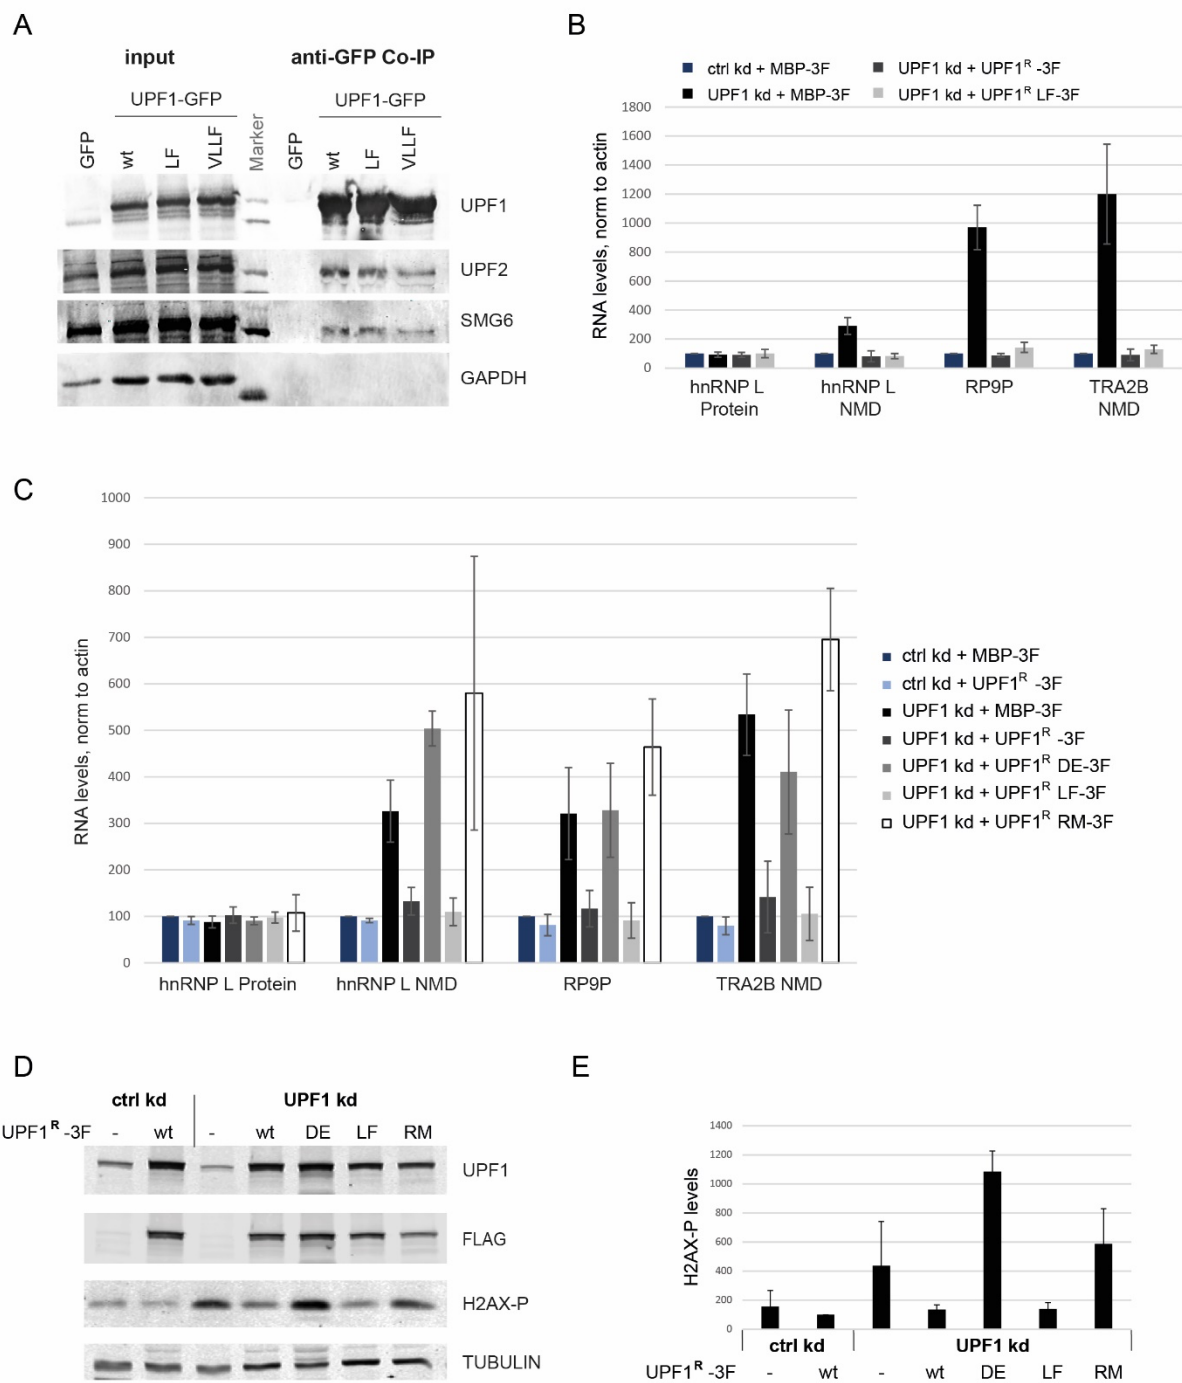 A
input
anti-GFP Co-IP
UPF1-GFP
UPF1-GFP
GFP
wt
LF
VLLF
Marker
GFP
wt
LF
VLLF
UPF1
UPF2
SMG6
GAPDH
B
ctrl kd + MBP-3F
UPF1 kd + UPF1R -3F
UPF1 kd + MBP-3F
UPF1 kd + UPF1R LF-3F
RNA levels, norm to actin
1800
1600
1400
1200
1000
800
600
400
200
0
hnRNP L
Protein
hnRNP L
NMD
RP9P
TRA2B
NMD
C
RNA levels, norm to actin
1000
900
800
700
600
500
400
300
200
100
0
hnRNP L Protein
hnRNP L NMD
RP9P
TRA2B NMD
ctrl kd + MBP-3F
ctrl kd + UPF1R -3F
UPF1 kd + MBP-3F
UPF1 kd + UPF1R -3F
UPF1 kd + UPF1R DE-3F
UPF1 kd + UPF1R LF-3F
UPF1 kd + UPF1R RM-3F
D
ctrl kd
UPF1 kd
UPF1R -3F - wt - wt DE LF RM
UPF1
FLAG
H2AX-P
TUBULIN
E
H2AX-P levels
1400
1200
1000
800
600
400
200
0
ctrl kd
UPF1 kd
UPF1R -3F - wt - wt DE LF RM